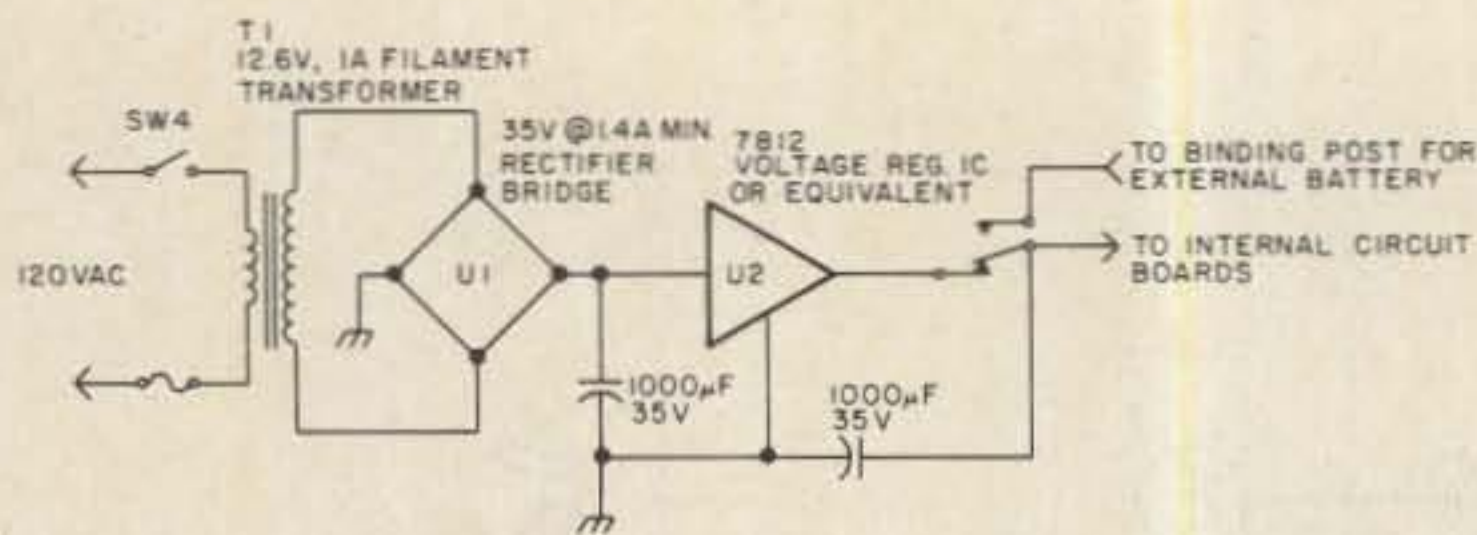 T1
12.6V, 1A FILAMENT
TRANSFORMER
SW4
35V @ 1.4A MIN
RECTIFIER
BRIDGE
7812
VOLTAGE REG. IC
OR EQUIVALENT
TO BINDING POST FOR
EXTERNAL BATTERY
TO INTERNAL CIRCUIT
BOARDS
120VAC
U1
U2
1000µF
35V
1000µF
35V